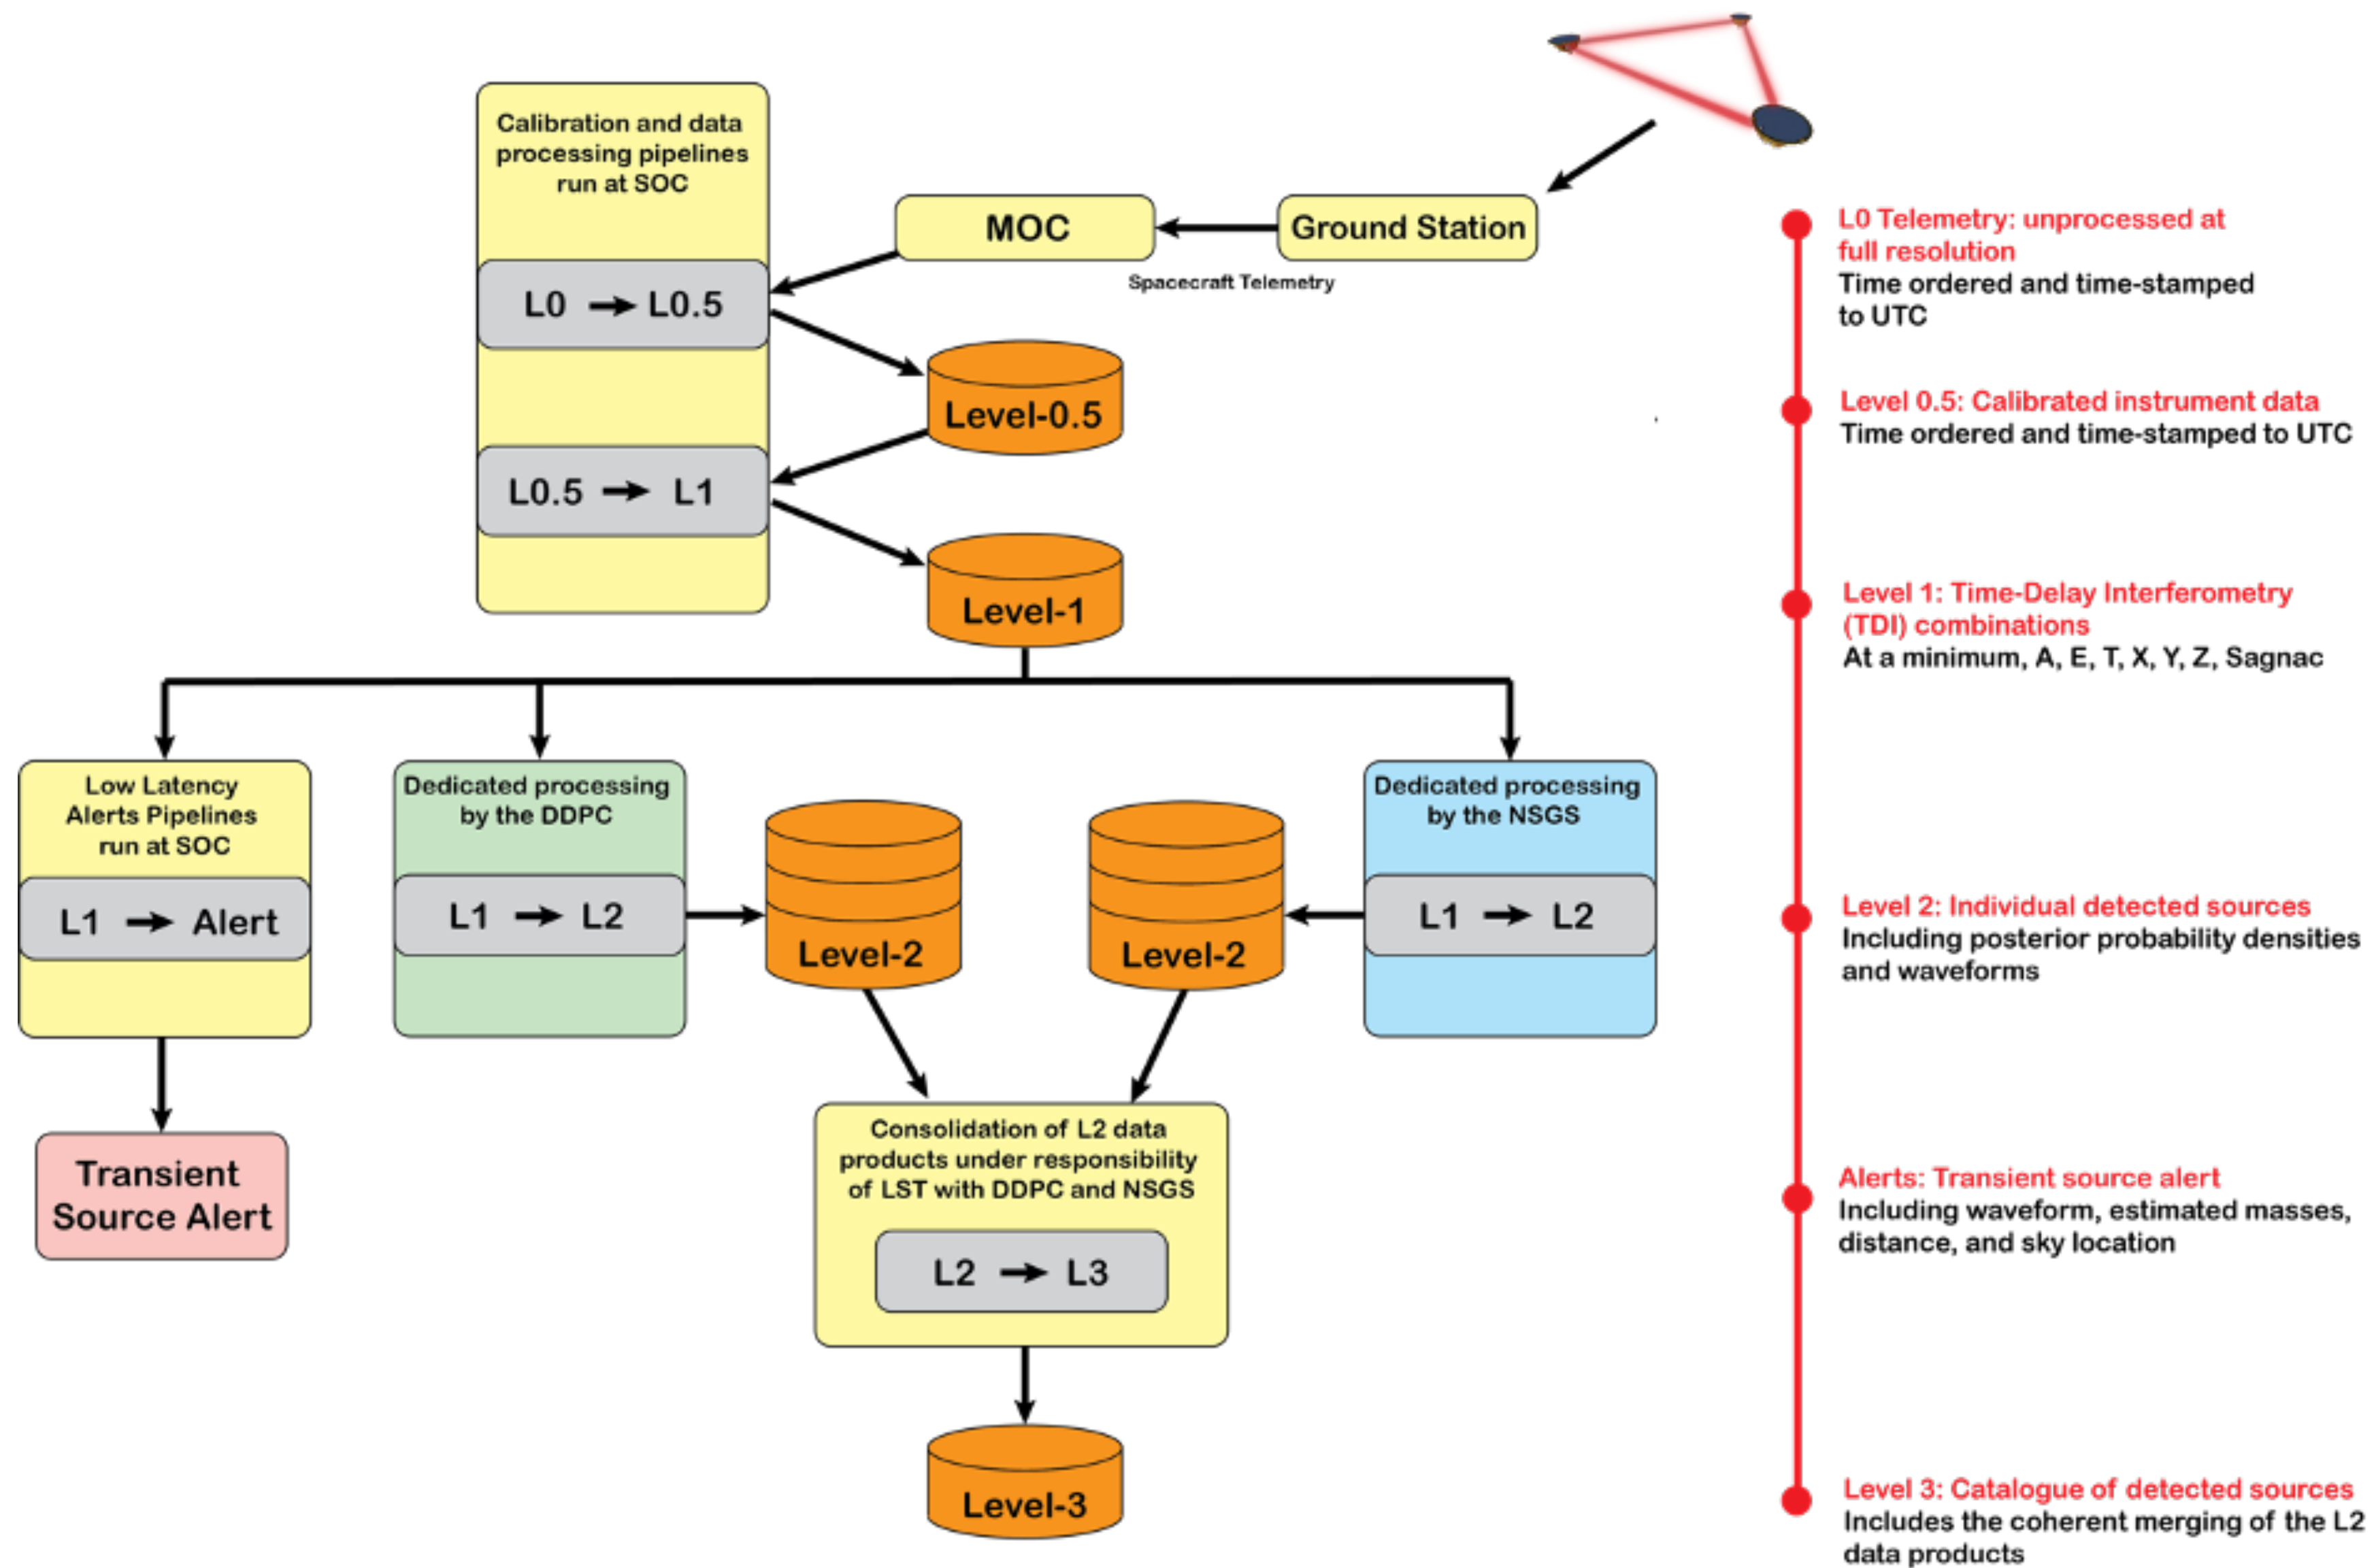 Calibration and data
processing pipelines
run at SOC
MOC
Ground Station
Spacecraft Telemetry
L0 → L0.5
Level-0.5
L0.5 → L1
Level-1
Low Latency
Alerts Pipelines
run at SOC
L1 → Alert
Transient
Source Alert
Dedicated processing
by the DDPC
L1 → L2
Level-2
Level-2
Dedicated processing
by the NSGS
L1 → L2
Consolidation of L2 data
products under responsibility
of LST with DDPC and NSGS
L2 → L3
Level-3
L0 Telemetry: unprocessed at
full resolution
Time ordered and time-stamped
to UTC
Level 0.5: Calibrated instrument data
Time ordered and time-stamped to UTC
Level 1: Time-Delay Interferometry
(TDI) combinations
At a minimum, A, E, T, X, Y, Z, Sagnac
Level 2: Individual detected sources
Including posterior probability densities
and waveforms
Alerts: Transient source alert
Including waveform, estimated masses,
distance, and sky location
Level 3: Catalogue of detected sources
Includes the coherent merging of the L2
data products